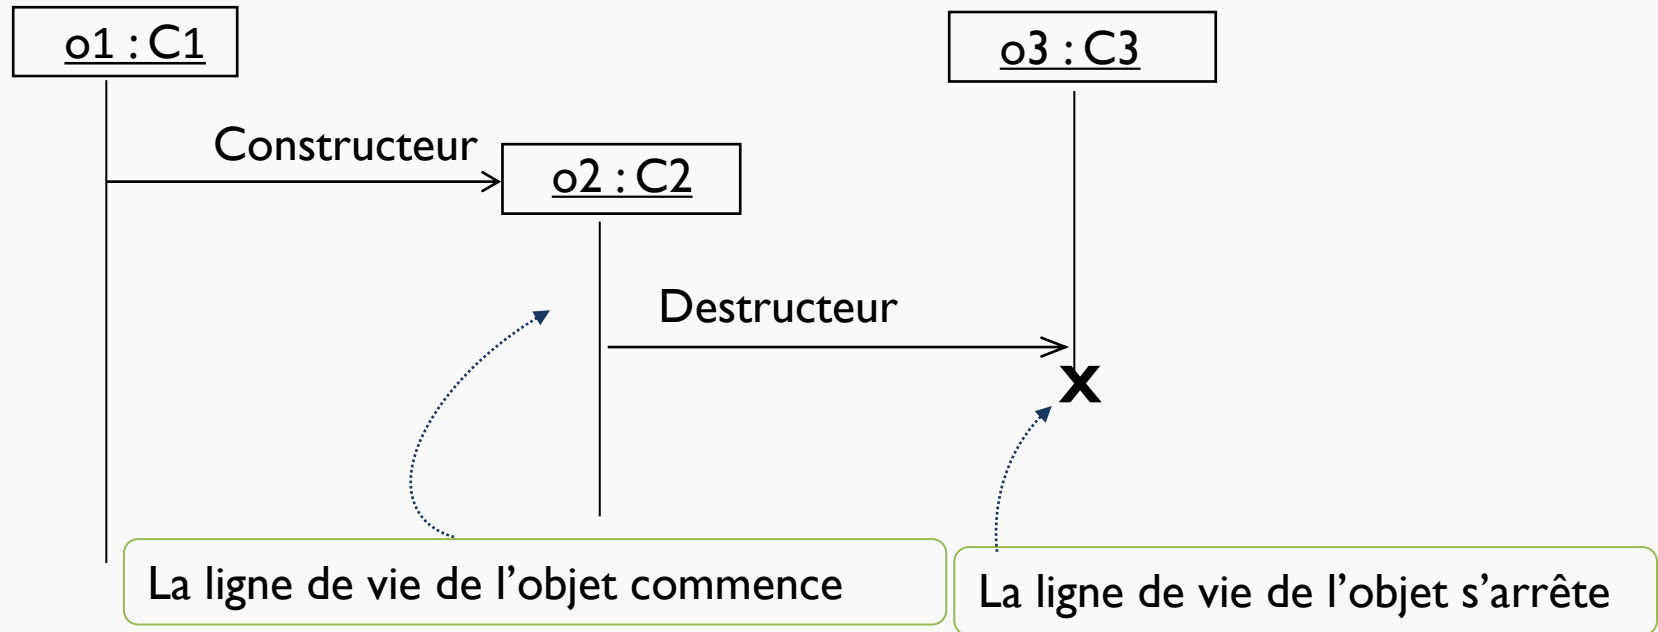 o1 : C1
o3 : C3
Constructeur
o2 : C2
Destructeur
x
La ligne de vie de l’objet commence
La ligne de vie de l’objet s’arrête